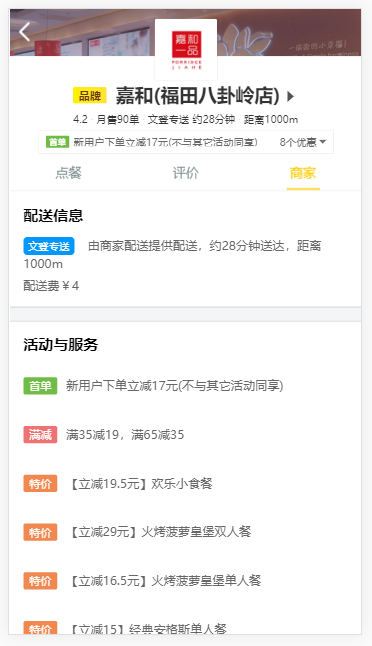 一個嘉和的小幸福！
嘉和
一品
PORRIDGE
JIAHE
品牌 嘉和(福田八卦岭店)
4.2 · 月售90单 · 文登专送 约28分钟 · 距离1000m
首单 新用户下单立减17元(不与其它活动同享) 8个优惠
点餐 评价 商家
配送信息
文登专送 由商家配送提供配送，约28分钟送达，距离
1000m
配送费￥4
活动与服务
首单 新用户下单立减17元(不与其它活动同享)
满减 满35减19，满65减35
特价 【立减19.5元】欢乐小食餐
特价 【立减29元】火烤菠萝皇堡双人餐
特价 【立减16.5元】火烤菠萝皇堡单人餐
特价 【立减15】经典安格斯单人餐